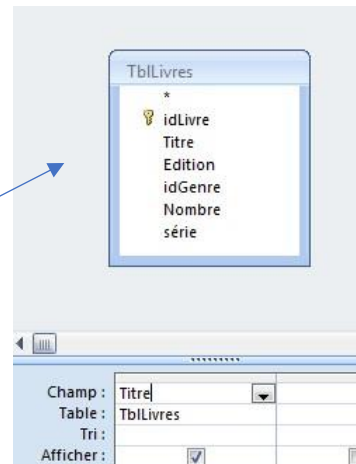 TblLivres
*
idLivre
Titre
Edition
idGenre
Nombre
série
Champ : Titre
Table : TblLivres
Tri :
Afficher :